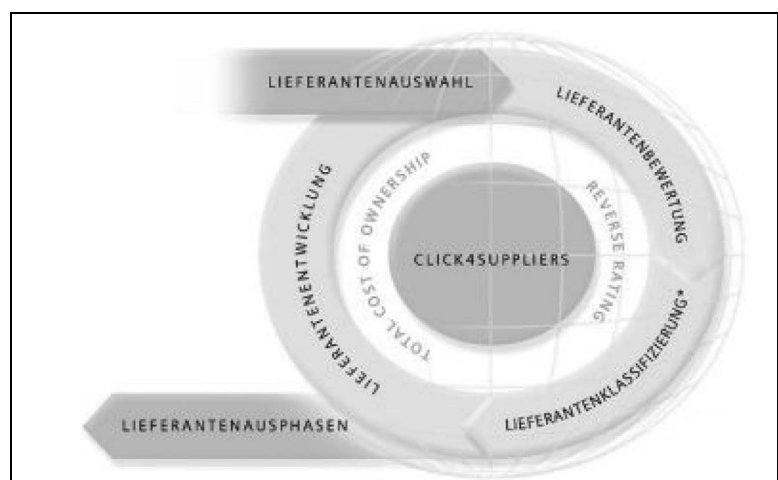 LIEFERANTENAUSWAHL
LIEFERANTENBEWERTUNG
LIEFERANTENKLASSIFIZIERUNG*
LIEFERANTENENTWICKLUNG
TOTAL COST OF OWNERSHIP
REVERSE RATING
CLICK4SUPPLIERS
LIEFERANTENAUSPHASEN